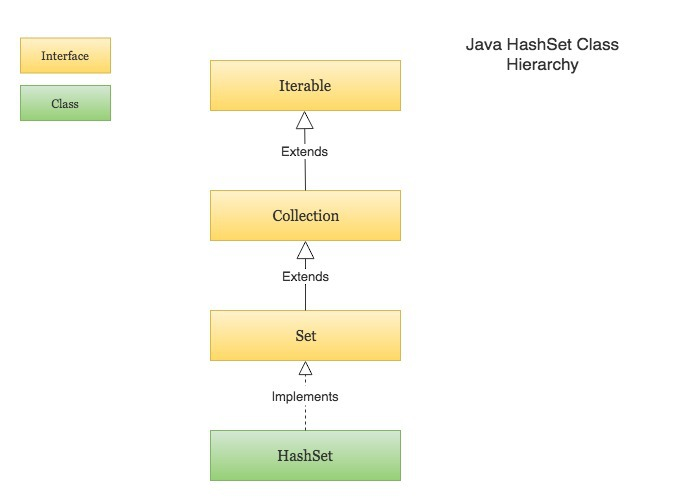 Java HashSet Class
Hierarchy
Interface
Class
Iterable
Extends
Collection
Extends
Set
Implements
HashSet